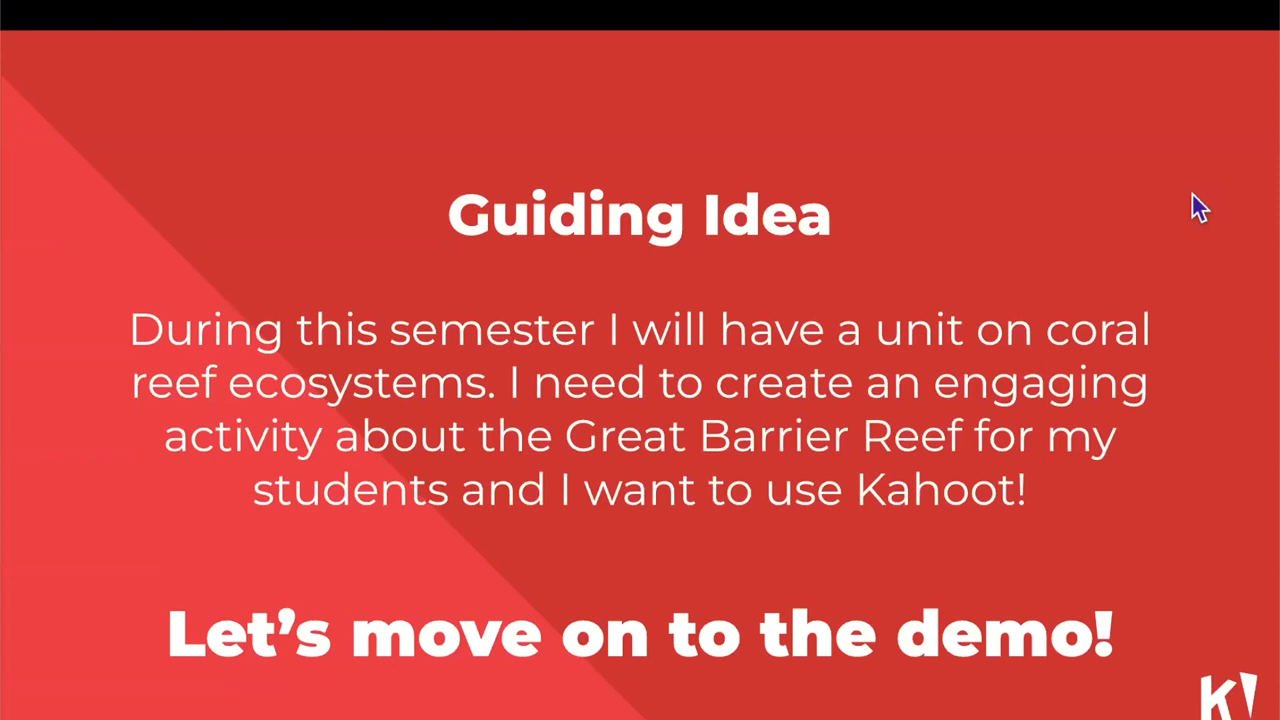 Guiding Idea
During this semester I will have a unit on coral
reef ecosystems. I need to create an engaging
activity about the Great Barrier Reef for my
students and I want to use Kahoot!
Let’s move on to the demo!
K!